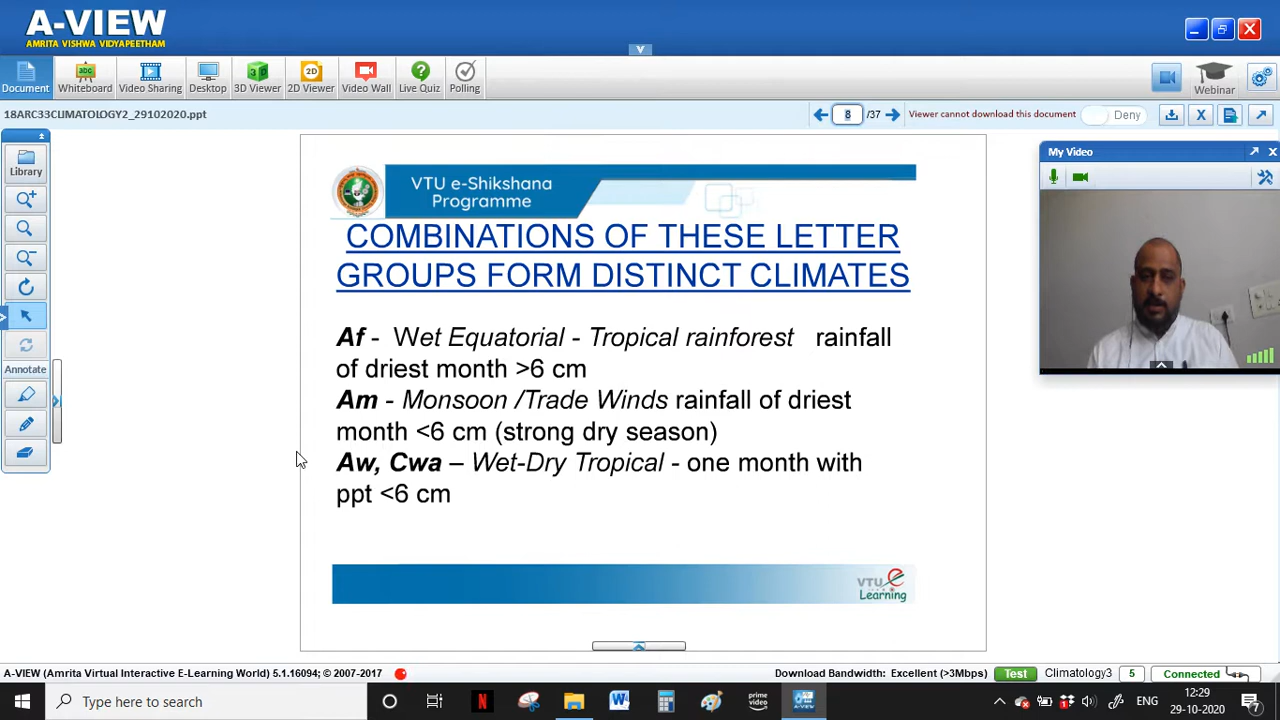 A-VIEW
AMRITA VISHWA VIDYAPEETHAM
Document
Whiteboard
Video Sharing
Desktop
3D Viewer
2D Viewer
Video Wall
Live Quiz
Polling
Webinar
18ARC33CLIMATOLOGY2_29102020.ppt
8 /37
Viewer cannot download this document
Deny
Library
Annotate
My Video
VTU e-Shikshana
Programme
COMBINATIONS OF THESE LETTER
GROUPS FORM DISTINCT CLIMATES
Af - Wet Equatorial - Tropical rainforest rainfall
of driest month >6 cm
Am - Monsoon /Trade Winds rainfall of driest
month <6 cm (strong dry season)
Aw, Cwa – Wet-Dry Tropical - one month with
ppt <6 cm
VTU e
Learning
A-VIEW (Amrita Virtual Interactive E-Learning World) 5.1.16094; © 2007-2017
Download Bandwidth: Excellent (>3Mbps)
Test
Climatology3
5
Connected
Type here to search
prime video
ENG
12:29
29-10-2020
7